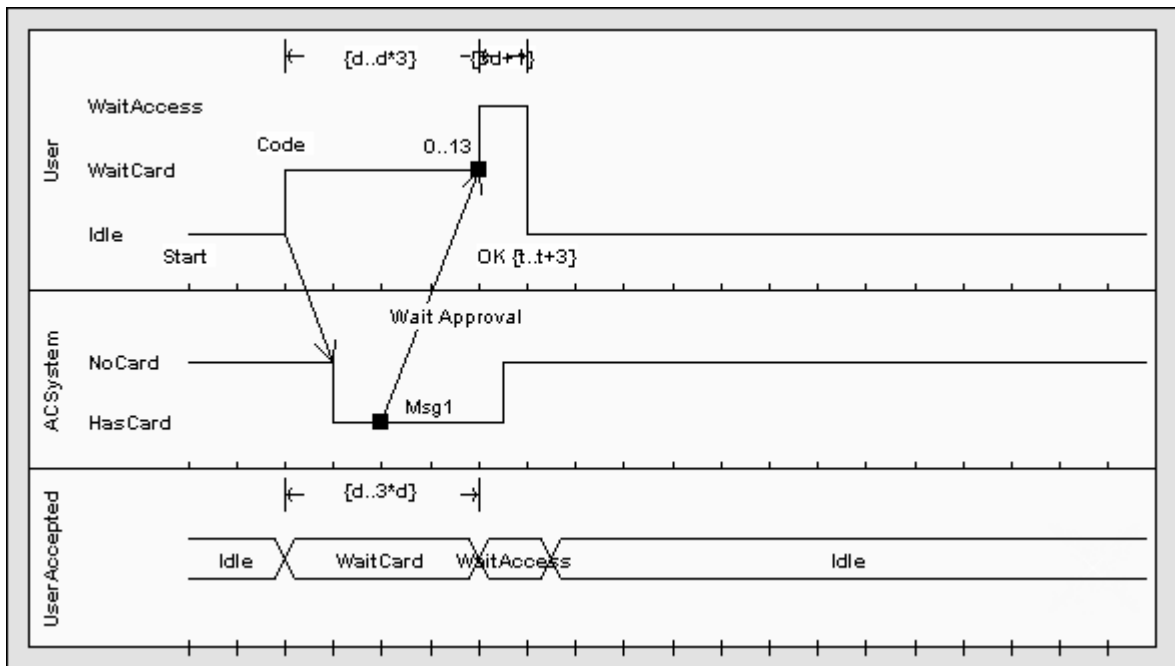 {d..d*3}
WaitAccess
Code
0..13
User
WaitCard
Idle
Start
OK {t..t+3}
Wait Approval
ACSystem
NoCard
Msg1
HasCard
{d..3*d}
UserAccepted
Idle
WaitCard
WaitAccess
Idle